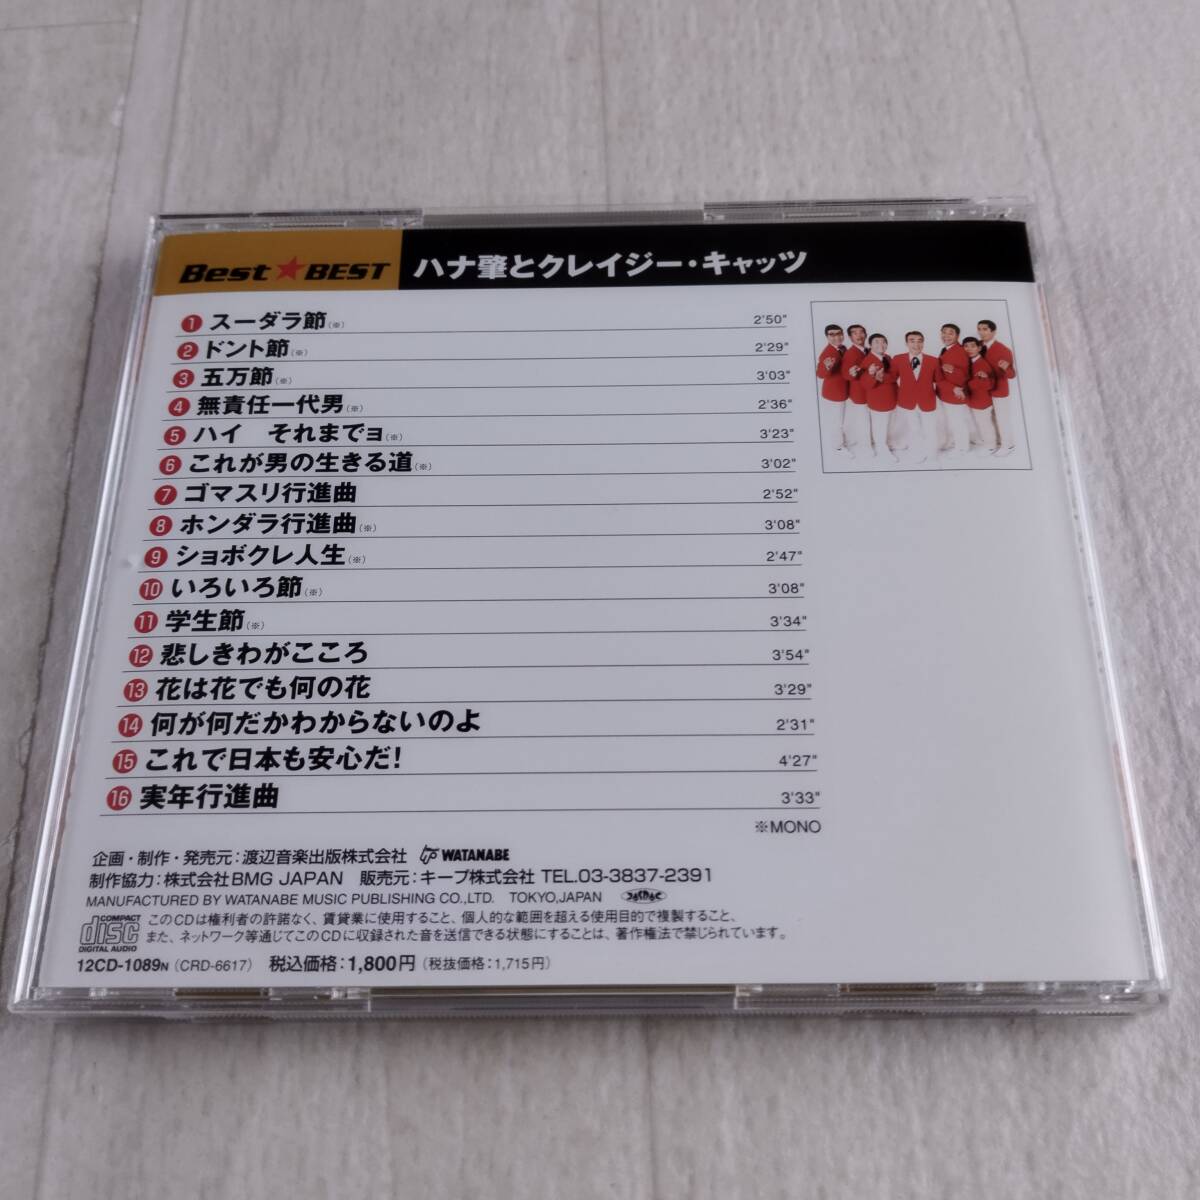 Best★BEST ハナ肇とクレイジー・キャッツ
1 スーダラ節(※) 2'50"
2 ドント節(※) 2'29"
3 五万節(※) 3'03"
4 無責任一代男(※) 2'36"
5 ハイ それまでョ(※) 3'23"
6 これが男の生きる道(※) 3'02"
7 ゴマスリ行進曲 2'52"
8 ホンダラ行進曲(※) 3'08"
9 ショボクレ人生(※) 2'47"
10 いろいろ節(※) 3'08"
11 学生節(※) 3'34"
12 悲しきわがこころ 3'54"
13 花は花でも何の花 3'29"
14 何が何だかわからないのよ 2'31"
15 これで日本も安心だ! 4'27"
16 実年行進曲 3'33"
※MONO
企画・制作・発売元:渡辺音楽出版株式会社 WATANABE
制作協力:株式会社BMG JAPAN 販売元:キープ株式会社 TEL.03-3837-2391
MANUFACTURED BY WATANABE MUSIC PUBLISHING CO.,LTD. TOKYO,JAPAN JASRAC
COMPACT disc DIGITAL AUDIO
このCDは権利者の許諾なく、賃貸業に使用すること、個人的な範囲を超える使用目的で複製すること、
また、ネットワーク等通じてこのCDに収録された音を送信できる状態にすることは、著作権法で禁じられています。
12CD-1089N (CRD-6617) 税込価格:1,800円 (税抜価格:1,715円)